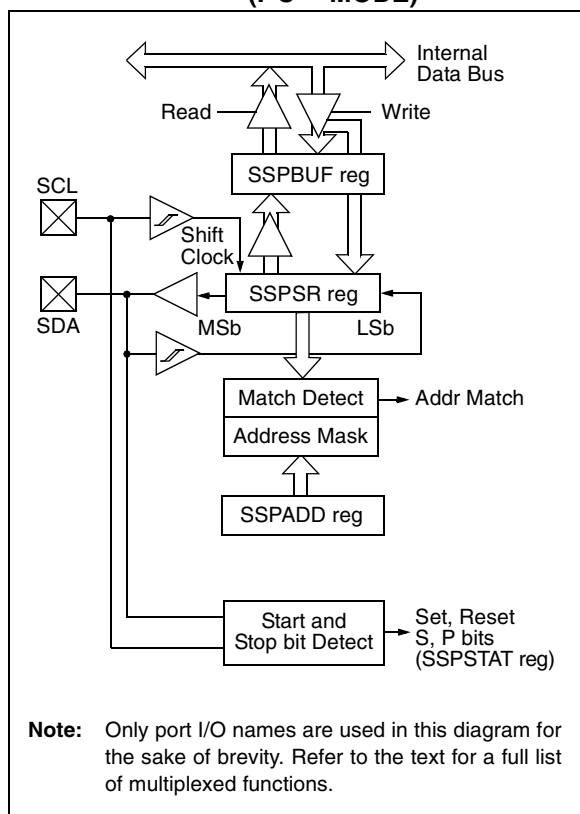 MODE)
Internal
Data Bus
Read
Write
SSPBUF reg
SCL
Shift
Clock
SSPSR reg
SDA
MSb
LSb
Match Detect
Addr Match
Address Mask
SSPADD reg
Start and
Stop bit Detect
Set, Reset
S, P bits
(SSPSTAT reg)
Note: Only port I/O names are used in this diagram for
the sake of brevity. Refer to the text for a full list
of multiplexed functions.